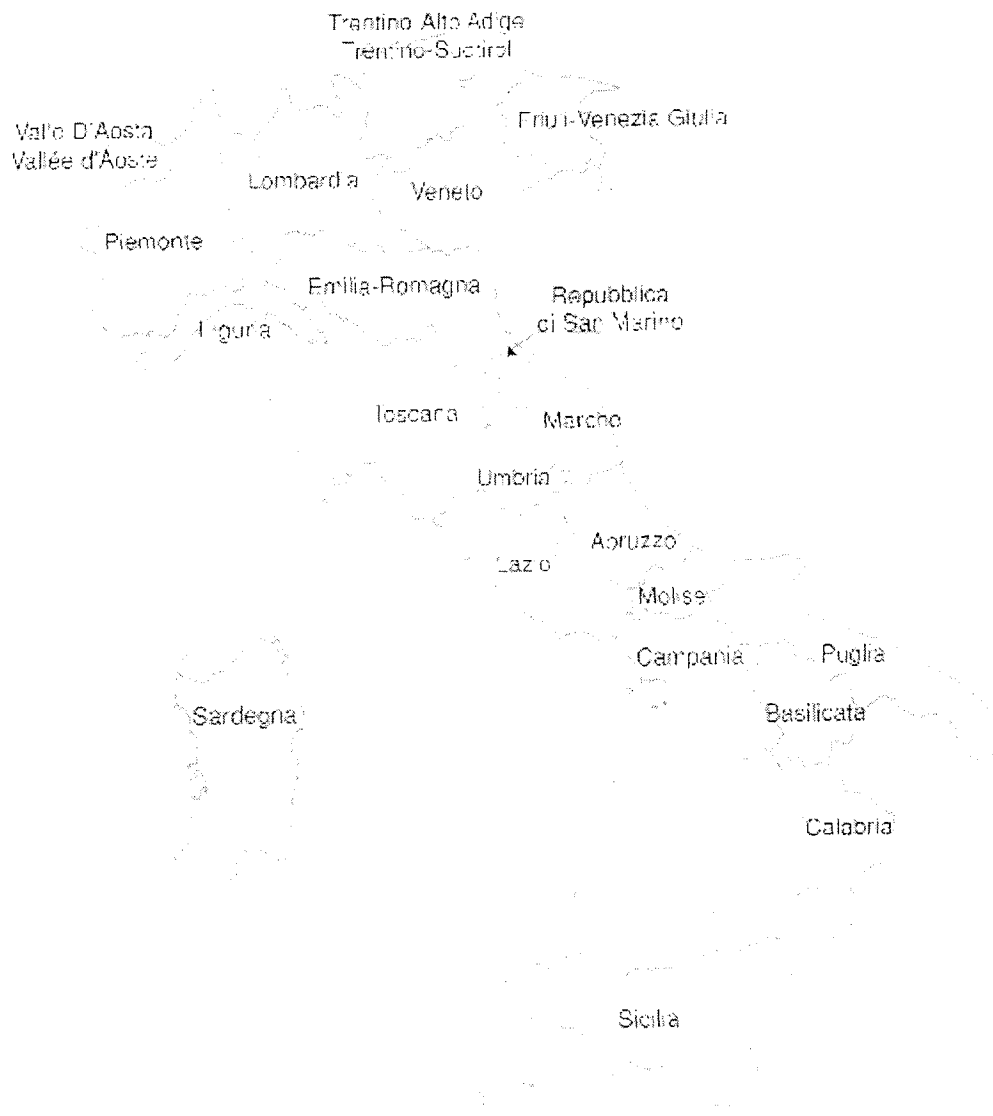 Trentino Alto Adige
Trentino-Südtirol
Friuli-Venezia Giulia
Valle D'Aosta
Vallée d'Aoste
Lombardia
Veneto
Piemonte
Emilia-Romagna
Repubblica
di San Marino
Liguria
Toscana
Marche
Umbria
Abruzzo
Lazio
Molise
Campania
Puglia
Sardegna
Basilicata
Calabria
Sicilia